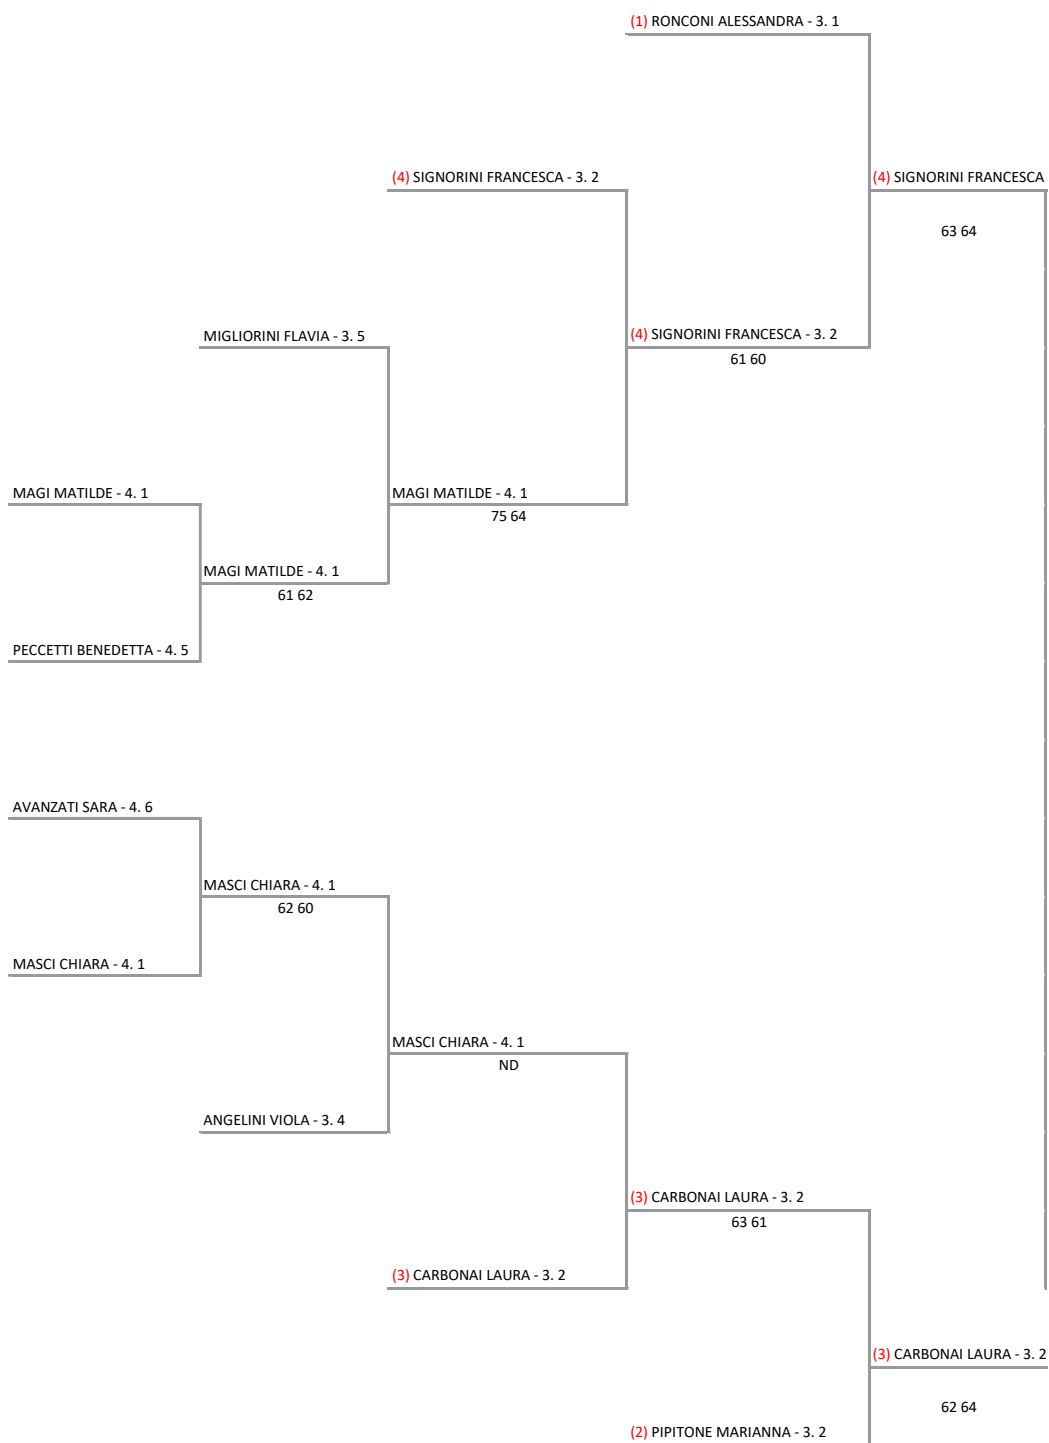 (1) RONCONI ALESSANDRA - 3. 1
(4) SIGNORINI FRANCESCA - 3. 2
(4) SIGNORINI FRANCESCA
63 64
MIGLIORINI FLAVIA - 3. 5
(4) SIGNORINI FRANCESCA - 3. 2
61 60
MAGI MATILDE - 4. 1
MAGI MATILDE - 4. 1
75 64
MAGI MATILDE - 4. 1
61 62
PECCETTI BENEDETTA - 4. 5
AVANZATI SARA - 4. 6
MASCI CHIARA - 4. 1
62 60
MASCI CHIARA - 4. 1
MASCI CHIARA - 4. 1
ND
ANGELINI VIOLA - 3. 4
(3) CARBONAI LAURA - 3. 2
63 61
(3) CARBONAI LAURA - 3. 2
(3) CARBONAI LAURA - 3. 2
62 64
(2) PIPITONE MARIANNA - 3. 2